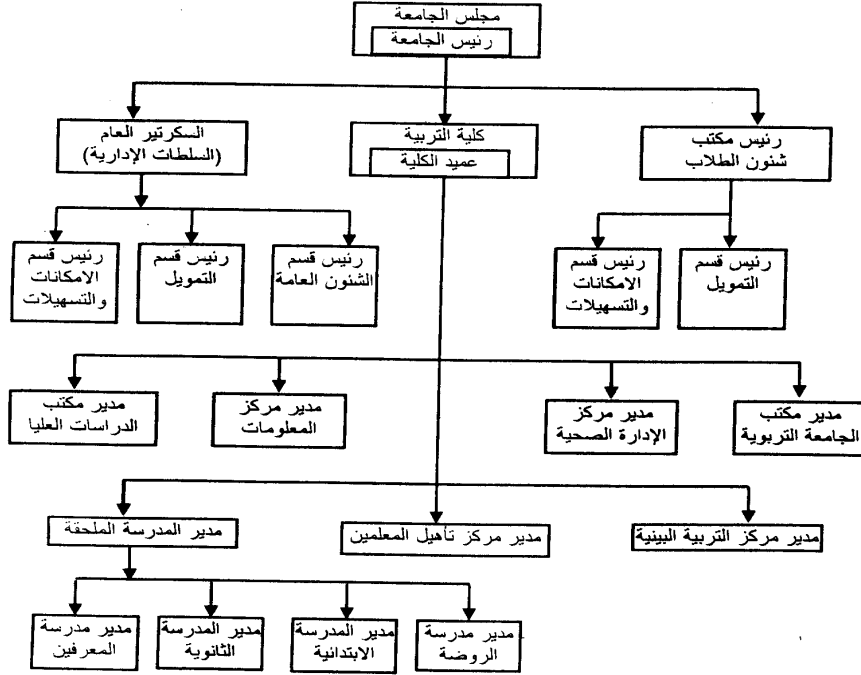 مجلس الجامعة
رئيس الجامعة
رئيس مكتب
شئون الطلاب
كلية التربية
عميد الكلية
السكرتير العام
(السلطات الإدارية)
رئيس قسم
التمويل
رئيس قسم
الامكانات
والتسهيلات
رئيس قسم
الشئون العامة
رئيس قسم
التمويل
رئيس قسم
الامكانات
والتسهيلات
مدير مكتب
الجامعة التربوية
مدير مركز
الإدارة الصحية
مدير مركز
المعلومات
مدير مكتب
الدراسات العليا
مدير مركز التربية البينية
مدير مركز تأهيل المعلمين
مدير المدرسة الملحقة
مدير مدرسة
الروضة
مدير المدرسة
الابتدائية
مدير المدرسة
الثانوية
مدير مدرسة
المعرفين